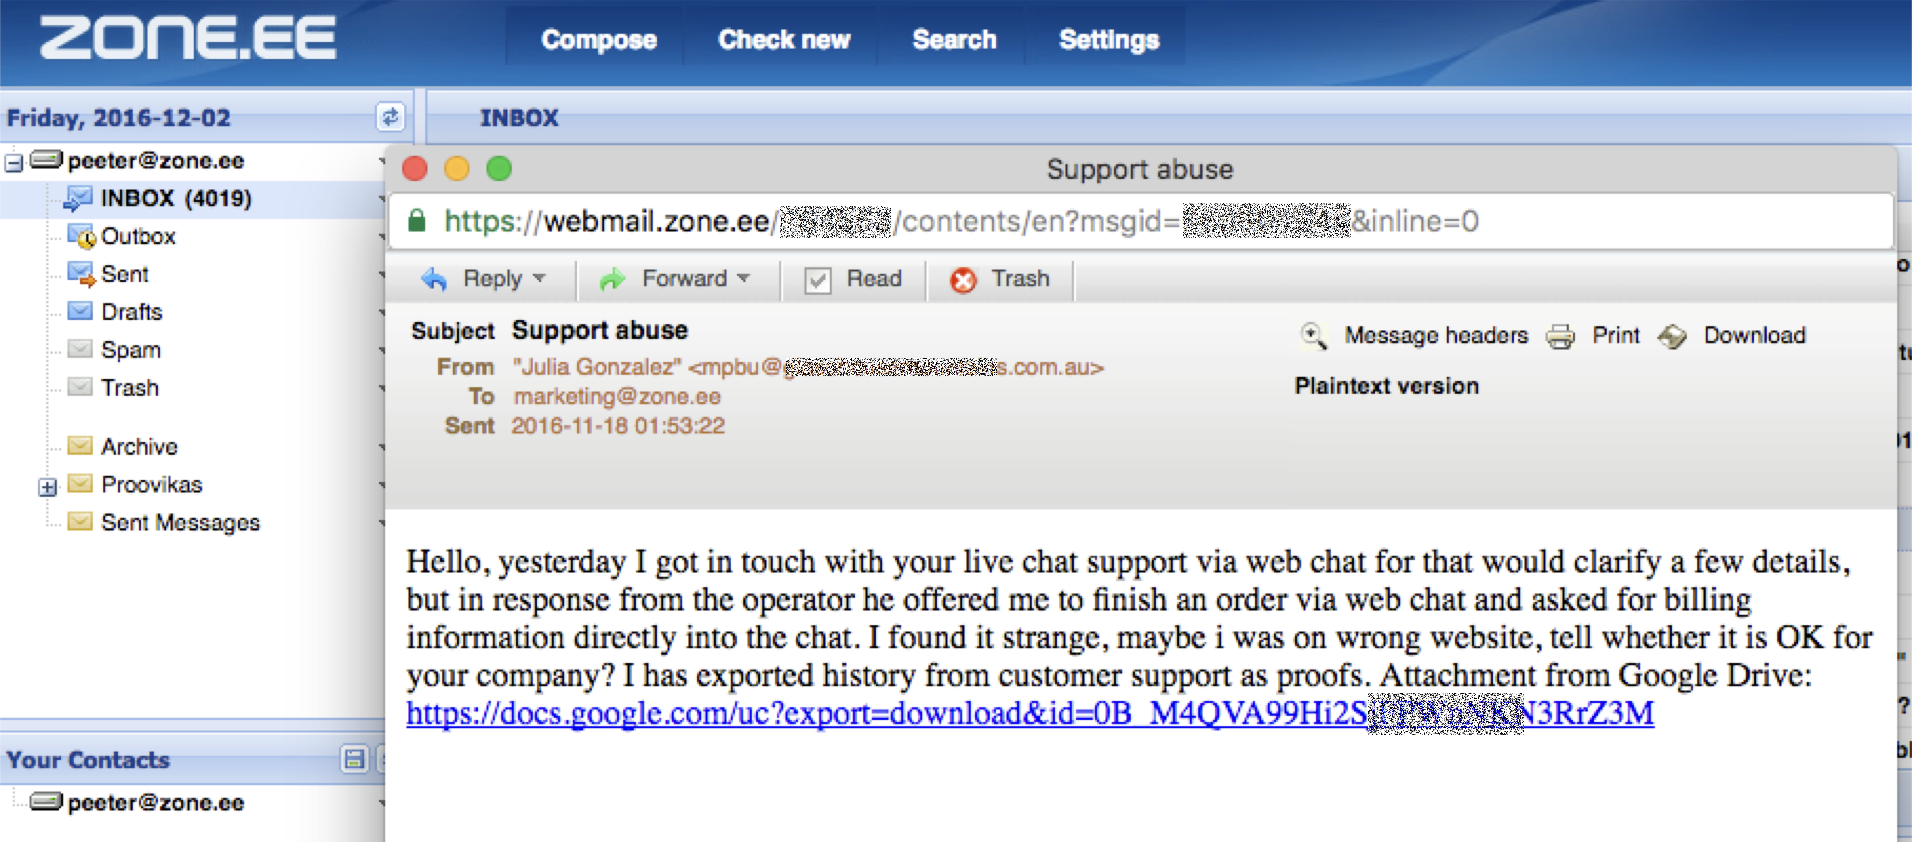 ZONE.EE
Compose Check new Search Settings
Friday, 2016-12-02
INBOX
peeter@zone.ee
INBOX (4019)
Outbox
Sent
Drafts
Spam
Trash
Archive
Proovikas
Sent Messages
Your Contacts
peeter@zone.ee
Support abuse
https://webmail.zone.ee/ /contents/en?msgid= &inline=0
Reply Forward Read Trash
Subject Support abuse
From "Julia Gonzalez" <mpbu@ s.com.au>
To marketing@zone.ee
Sent 2016-11-18 01:53:22
Message headers Print Download
Plaintext version
Hello, yesterday I got in touch with your live chat support via web chat for that would clarify a few details,
but in response from the operator he offered me to finish an order via web chat and asked for billing
information directly into the chat. I found it strange, maybe i was on wrong website, tell whether it is OK for
your company? I has exported history from customer support as proofs. Attachment from Google Drive:
https://docs.google.com/uc?export=download&id=0B_M4QVA99Hi2S N3RrZ3M